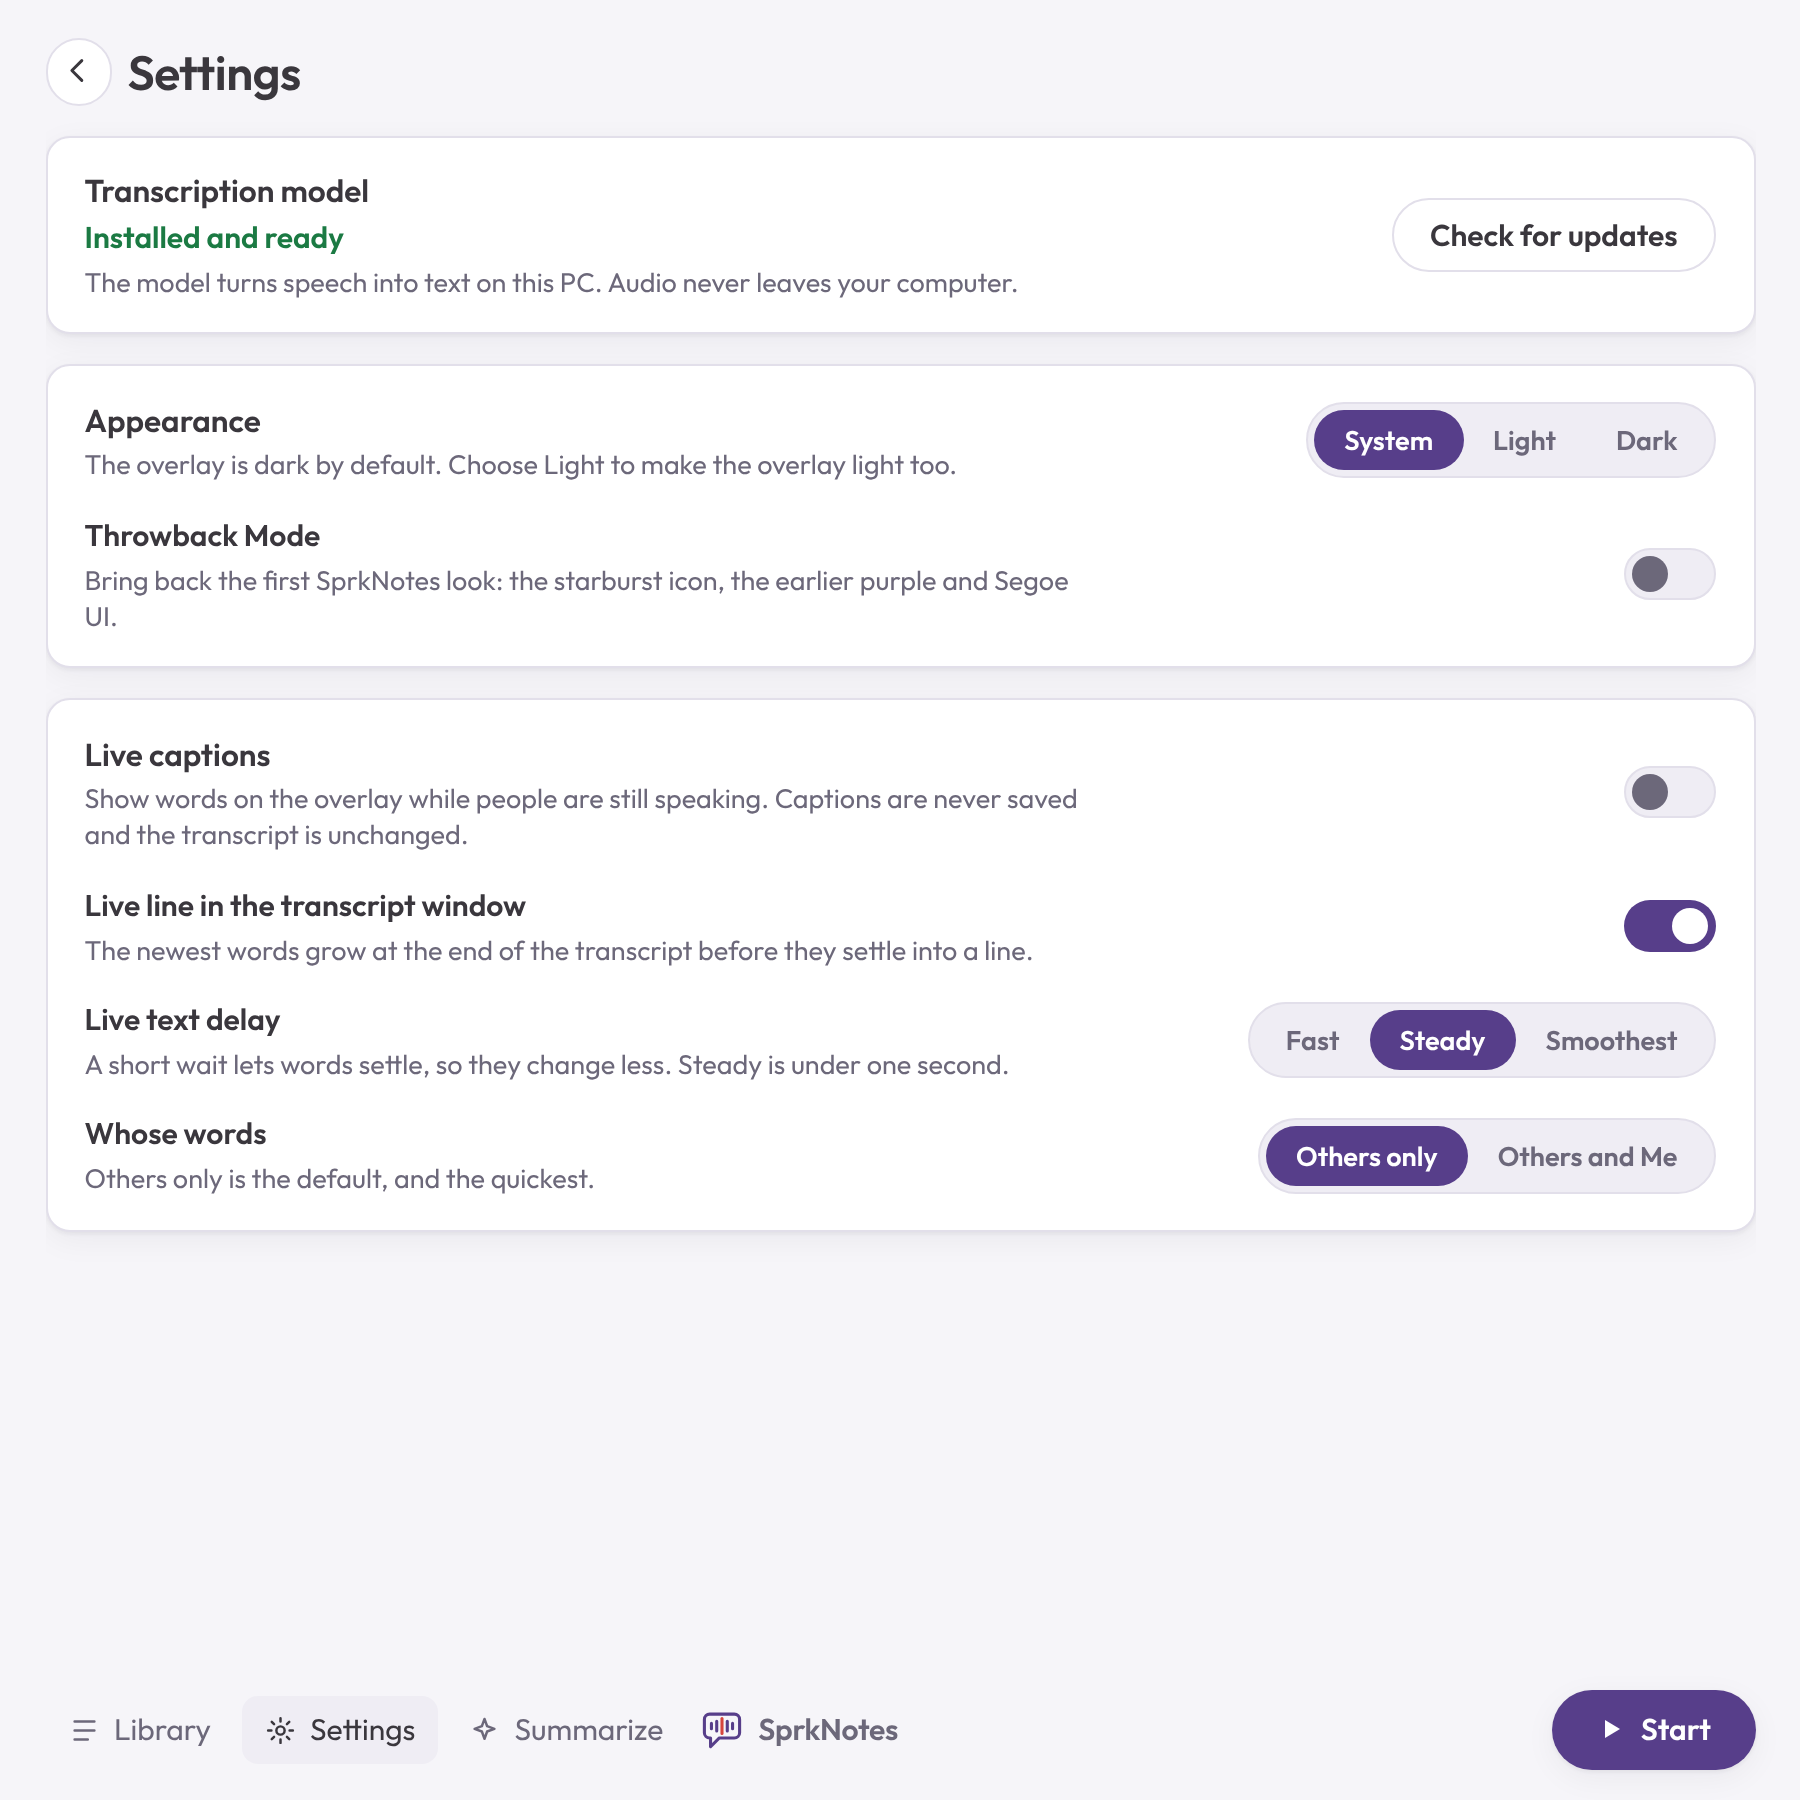 Settings
Transcription model
Installed and ready
The model turns speech into text on this PC. Audio never leaves your computer.
Check for updates
Appearance
The overlay is dark by default. Choose Light to make the overlay light too.
System
Light
Dark
Throwback Mode
Bring back the first SprkNotes look: the starburst icon, the earlier purple and Segoe
UI.
Live captions
Show words on the overlay while people are still speaking. Captions are never saved
and the transcript is unchanged.
Live line in the transcript window
The newest words grow at the end of the transcript before they settle into a line.
Live text delay
A short wait lets words settle, so they change less. Steady is under one second.
Fast
Steady
Smoothest
Whose words
Others only is the default, and the quickest.
Others only
Others and Me
Library
Settings
Summarize
SprkNotes
Start